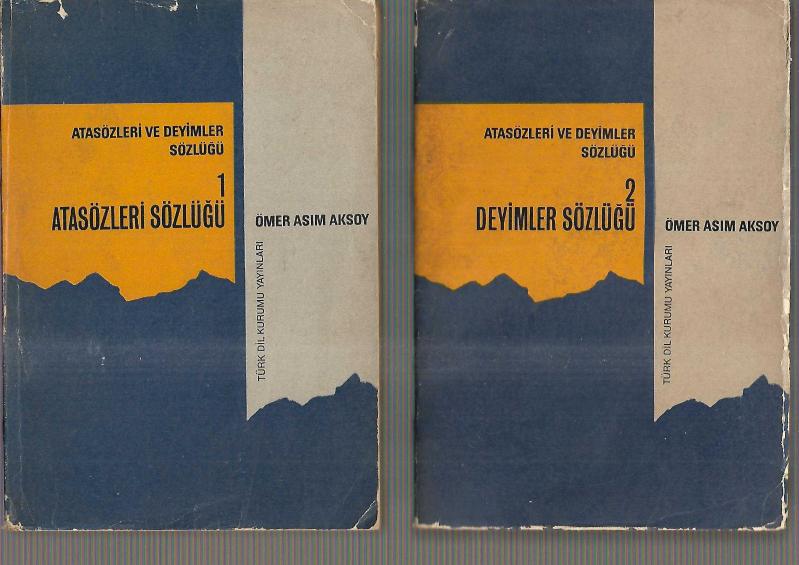 ATASÖZLERİ VE DEYİMLER
SÖZLÜĞÜ
1
ATASÖZLERİ SÖZLÜĞÜ
ÖMER ASIM AKSOY
TÜRK DİL KURUMU YAYINLARI
ATASÖZLERİ VE DEYİMLER
SÖZLÜĞÜ
2
DEYİMLER SÖZLÜĞÜ
ÖMER ASIM AKSOY
TÜRK DİL KURUMU YAYINLARI